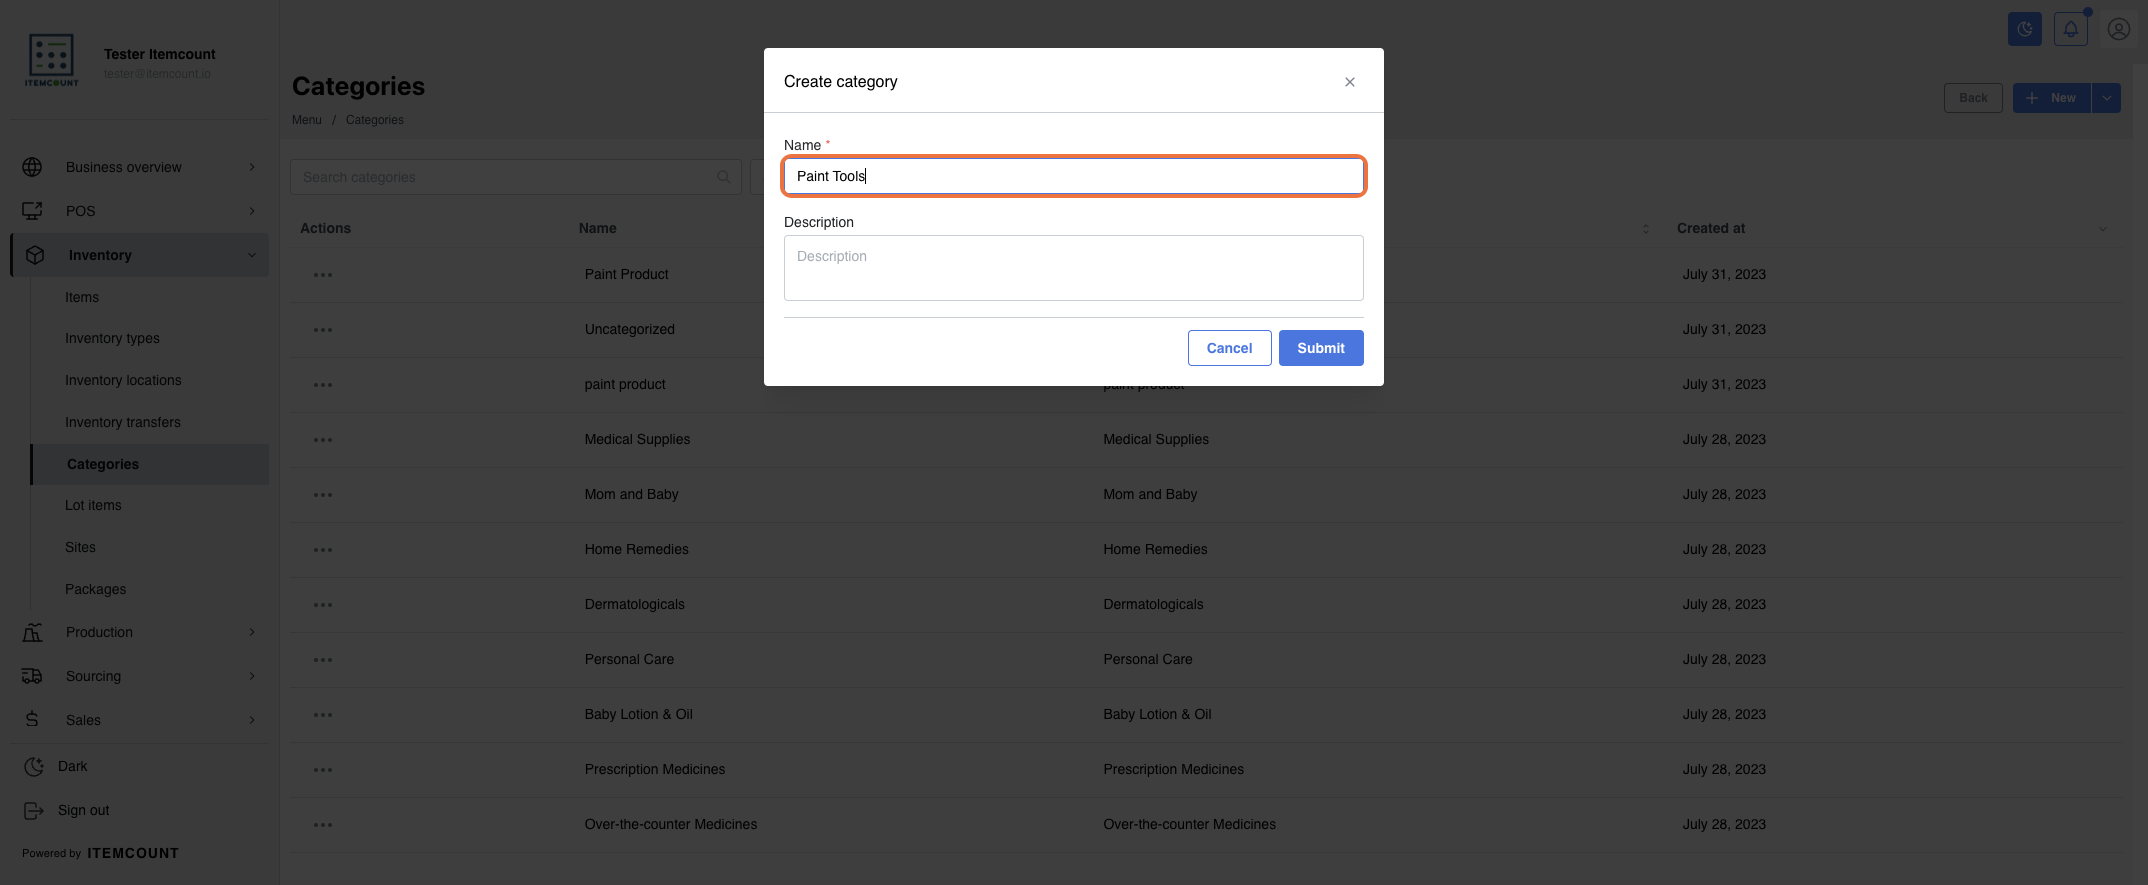 ITEMCOUNT
Tester Itemcount
tester@itemcount.io
Business overview
POS
Inventory
Items
Inventory types
Inventory locations
Inventory transfers
Categories
Lot items
Sites
Packages
Production
Sourcing
Sales
Dark
Sign out
Powered by ITEMCOUNT
Categories
Menu / Categories
Back
New
Search categories
Actions Name Created at
Paint Product July 31, 2023
Uncategorized July 31, 2023
paint product paint product July 31, 2023
Medical Supplies Medical Supplies July 28, 2023
Mom and Baby Mom and Baby July 28, 2023
Home Remedies Home Remedies July 28, 2023
Dermatologicals Dermatologicals July 28, 2023
Personal Care Personal Care July 28, 2023
Baby Lotion & Oil Baby Lotion & Oil July 28, 2023
Prescription Medicines Prescription Medicines July 28, 2023
Over-the-counter Medicines Over-the-counter Medicines July 28, 2023
Create category
Name *
Paint Tools
Description
Description
Cancel
Submit